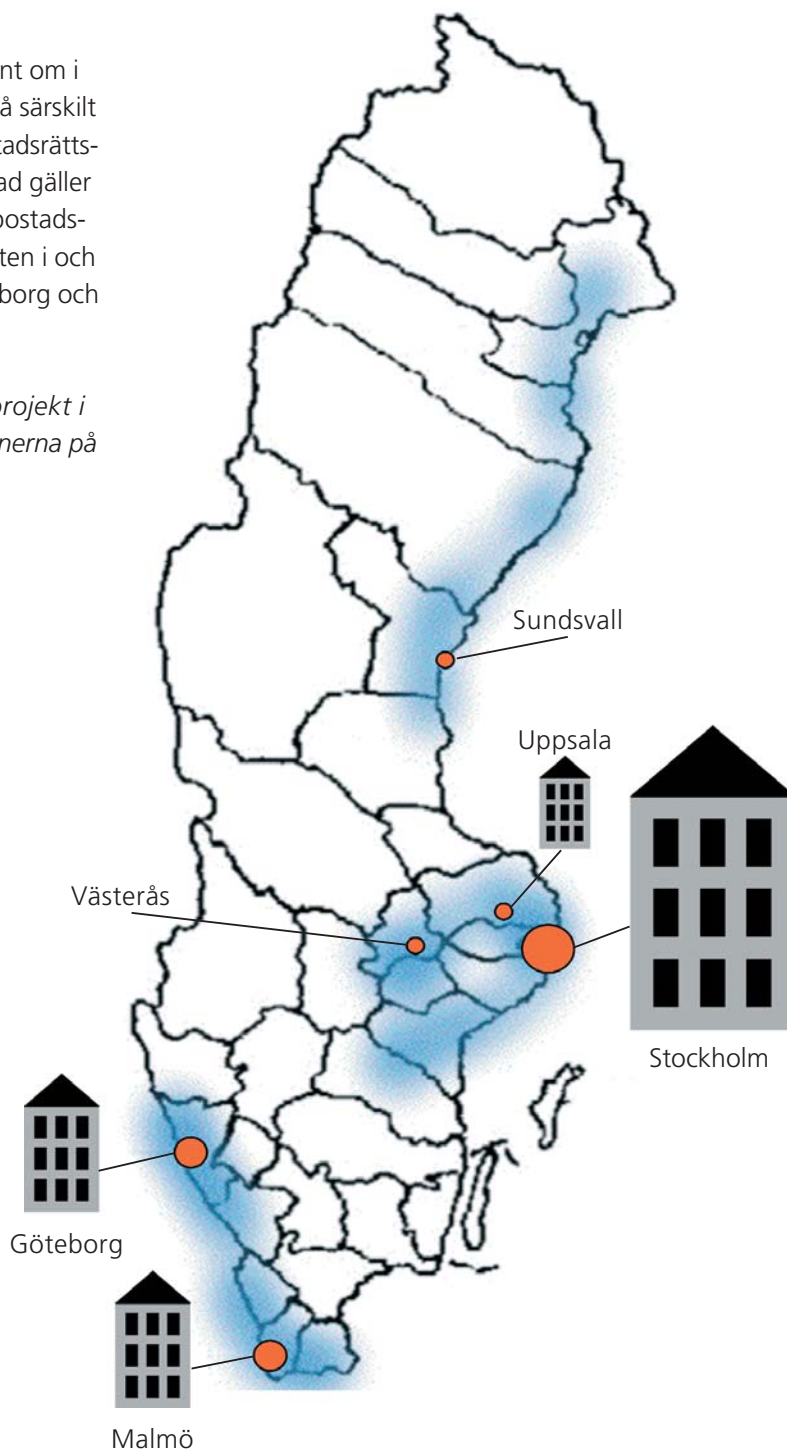 nt om i
å särskilt
tadsrätts-
ad gäller
bostads-
ten i och
borg och
projekt i
nerna på
Sundsvall
Uppsala
Västerås
Stockholm
Göteborg
Malmö